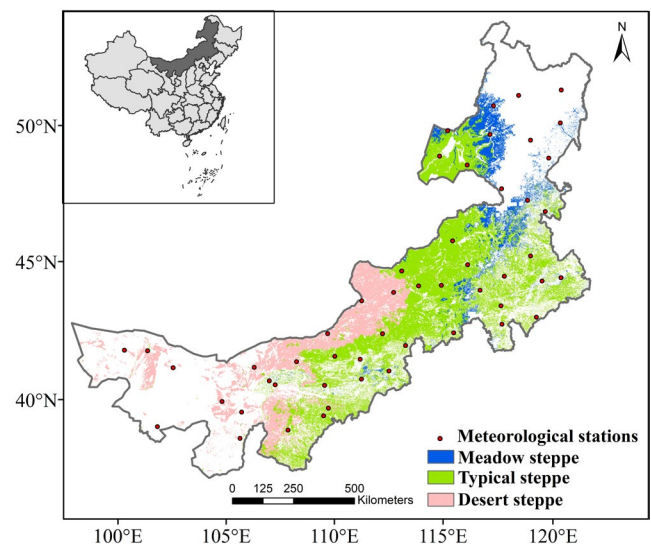 N
50°N
45°N
40°N
Meteorological stations
Meadow steppe
Typical steppe
Desert steppe
0 125 250 500
Kilometers
100°E 105°E 110°E 115°E 120°E